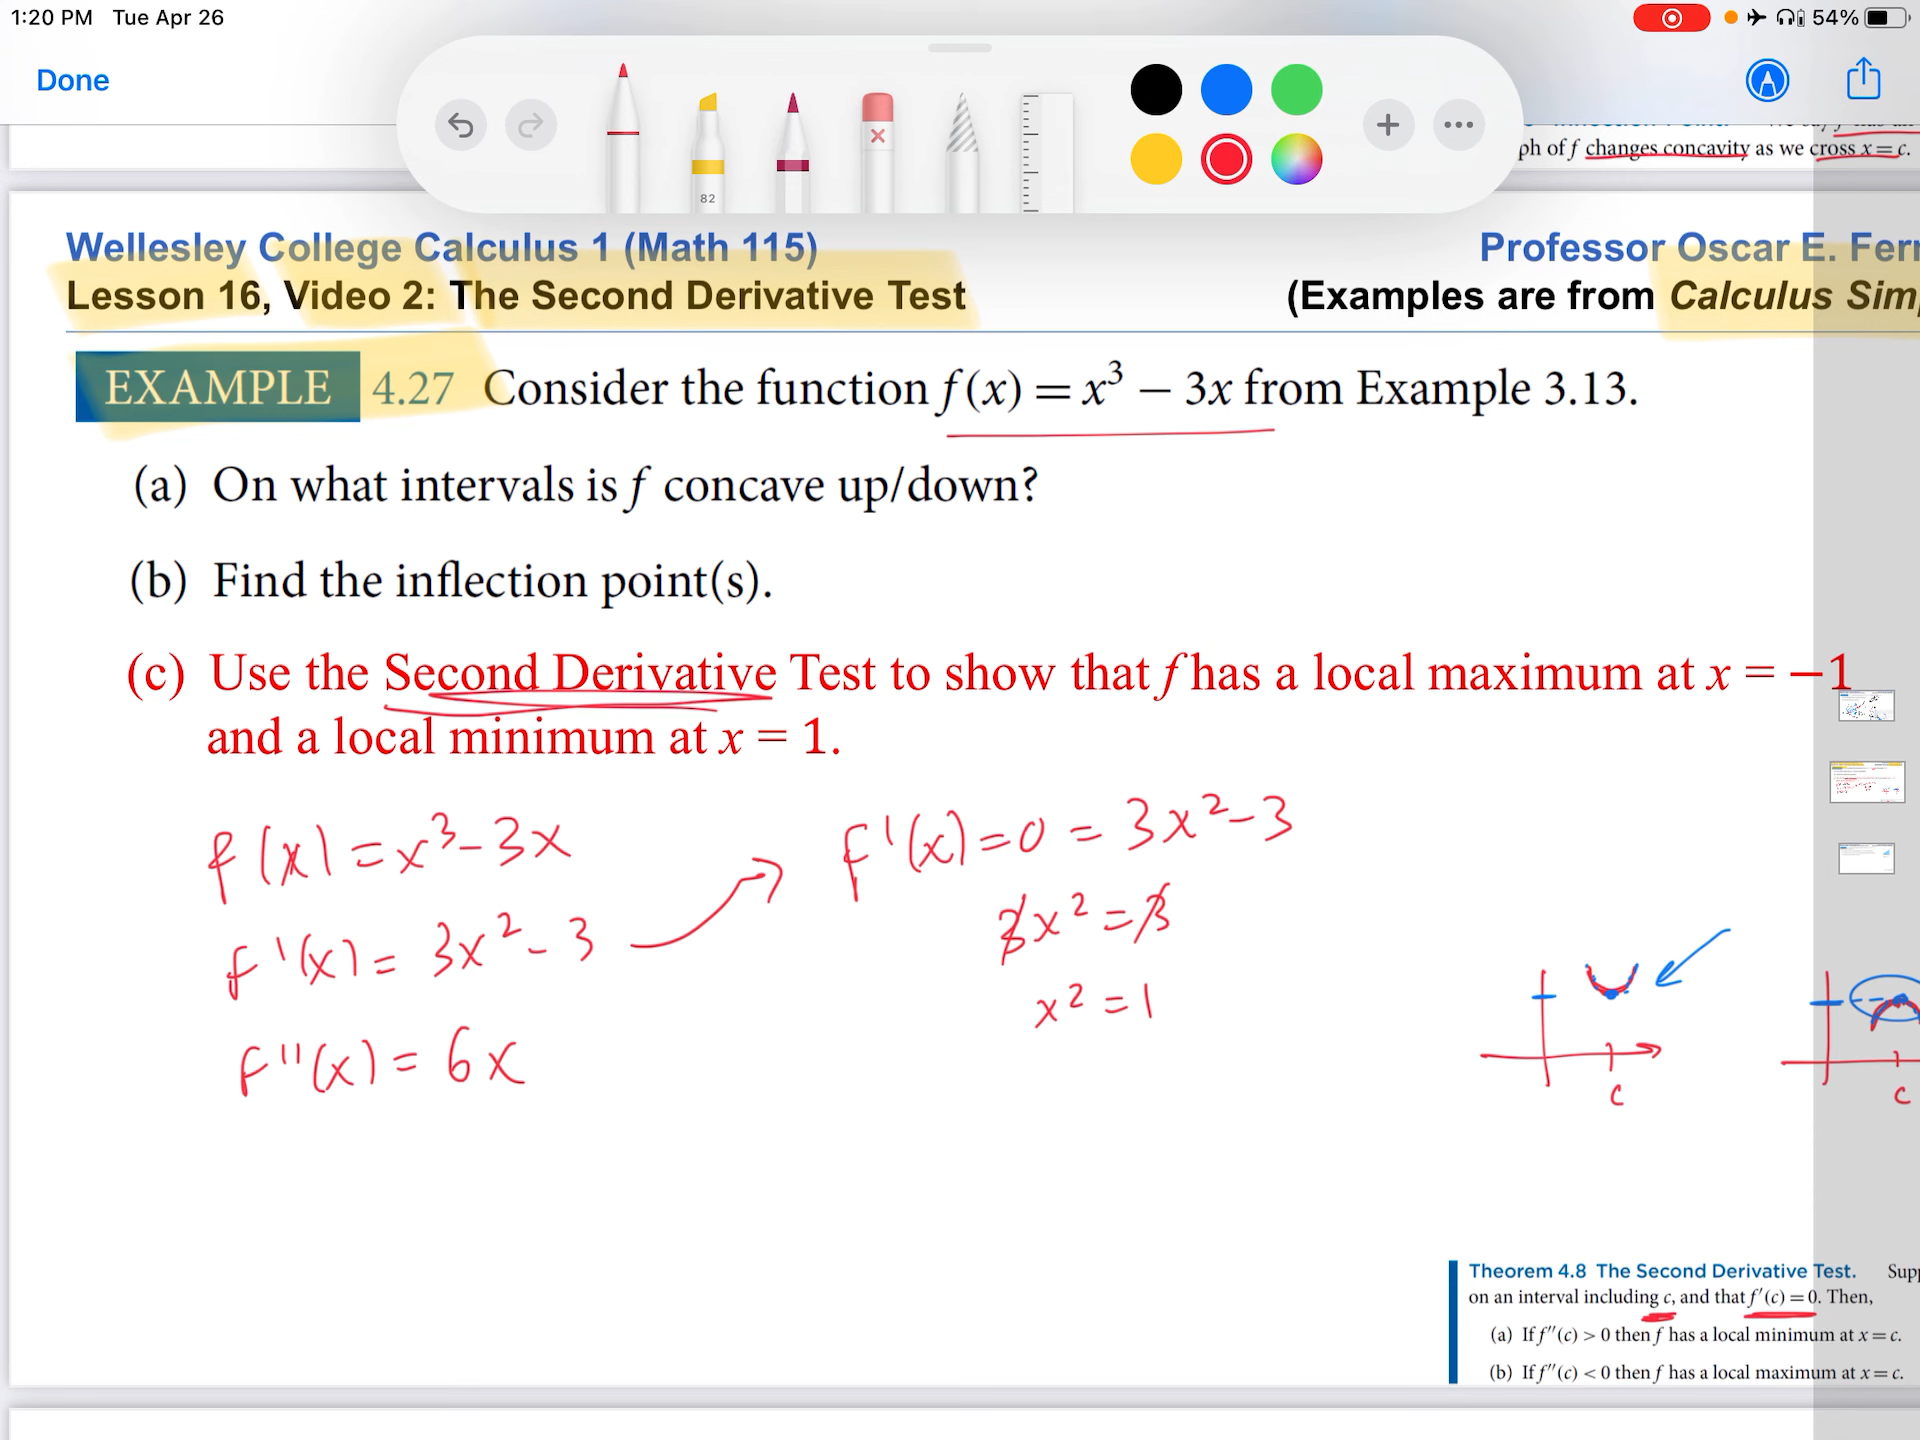 1:20 PM Tue Apr 26
54%
Done
82
ph of f changes concavity as we cross x = c.
Wellesley College Calculus 1 (Math 115)
Professor Oscar E. Fer
Lesson 16, Video 2: The Second Derivative Test
(Examples are from Calculus Sim
EXAMPLE 4.27 Consider the function f(x) = x³ − 3x from Example 3.13.
(a) On what intervals is f concave up/down?
(b) Find the inflection point(s).
(c) Use the Second Derivative Test to show that f has a local maximum at x = −1
and a local minimum at x = 1.
f(x) = x³ - 3x
f'(x) = 0 = 3x² - 3
f'(x) = 3x² - 3
3x² = 3
x² = 1
f''(x) = 6x
c
c
Theorem 4.8 The Second Derivative Test. Supp
on an interval including c, and that f′(c) = 0. Then,
(a) If f″(c) > 0 then f has a local minimum at x = c.
(b) If f″(c) < 0 then f has a local maximum at x = c.